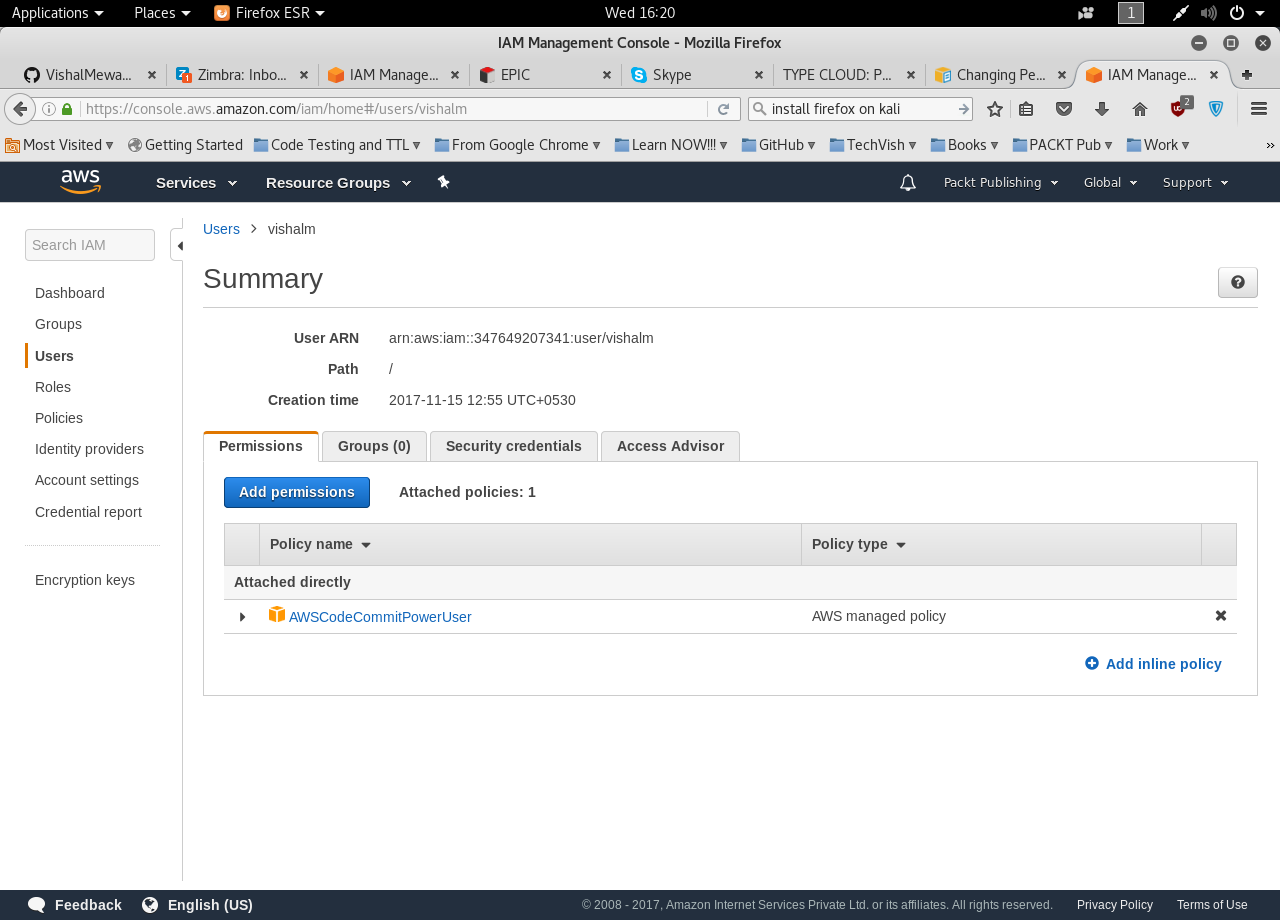 Applications Places Firefox ESR Wed 16:20 1
IAM Management Console - Mozilla Firefox
VishalMewa... Zimbra: Inbo... IAM Manage... EPIC Skype TYPE CLOUD: P... Changing Pe... IAM Manage...
https://console.aws.amazon.com/iam/home#/users/vishalm install firefox on kali 2
Most Visited Getting Started Code Testing and TTL From Google Chrome Learn NOW!!! GitHub TechVish Books PACKT Pub Work »
aws Services Resource Groups Packt Publishing Global Support
Users > vishalm
Search IAM
Summary
Dashboard
Groups
Users
Roles
Policies
Identity providers
Account settings
Credential report
Encryption keys
User ARN arn:aws:iam::347649207341:user/vishalm
Path /
Creation time 2017-11-15 12:55 UTC+0530
Permissions Groups (0) Security credentials Access Advisor
Add permissions Attached policies: 1
Policy name Policy type
Attached directly
AWSCodeCommitPowerUser AWS managed policy
Add inline policy
Feedback English (US) © 2008 - 2017, Amazon Internet Services Private Ltd. or its affiliates. All rights reserved. Privacy Policy Terms of Use